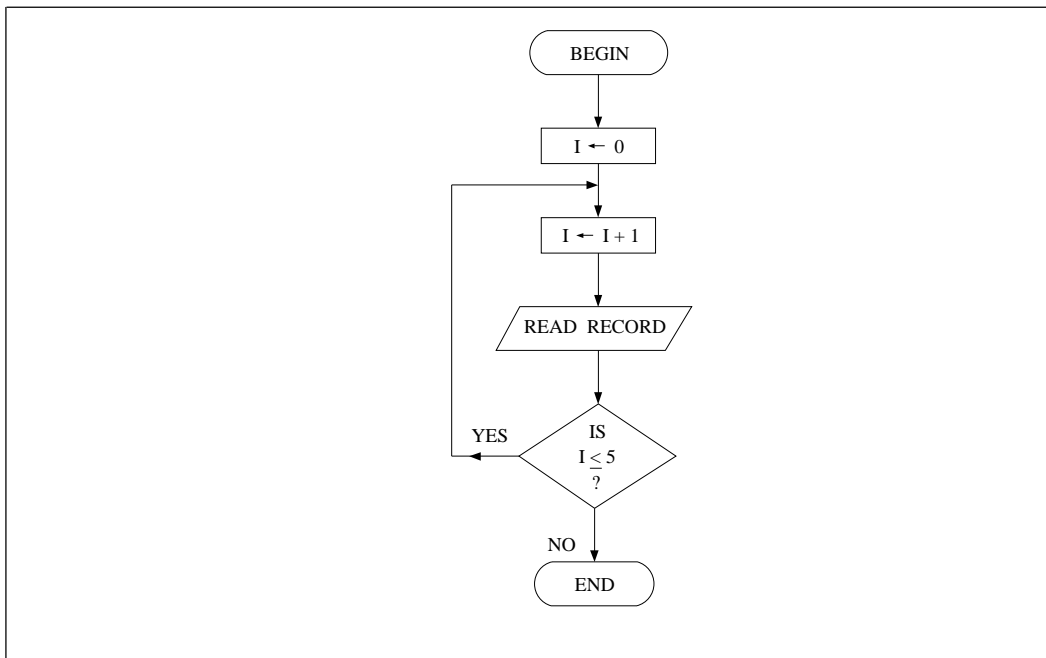 BEGIN
I ← 0
I ← I + 1
READ RECORD
IS
I ≤ 5
?
YES
NO
END